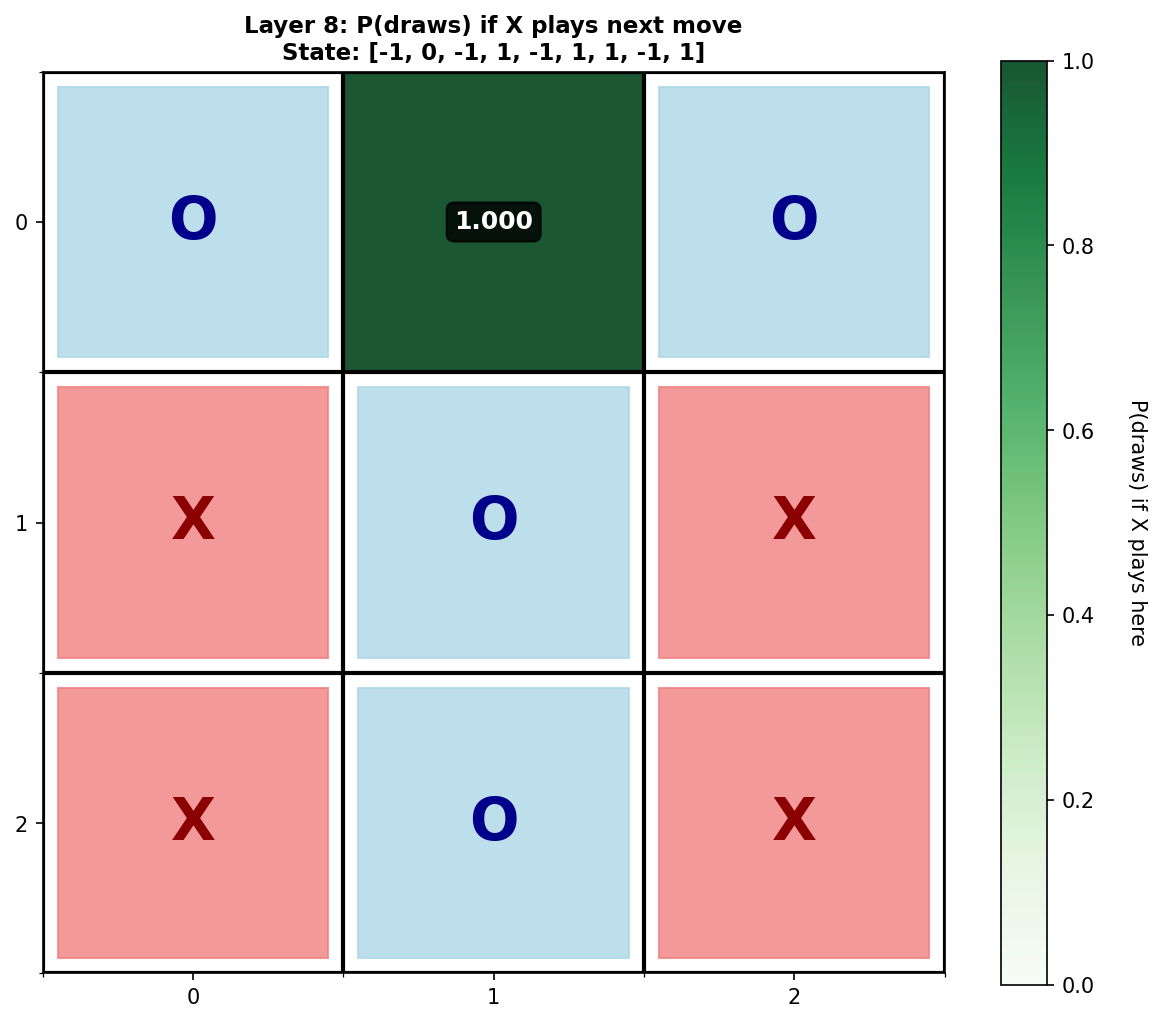 Layer 8: P(draws) if X plays next move
State: [-1, 0, -1, 1, -1, 1, 1, -1, 1]
0
O
1.000
O
1
X
O
X
2
X
O
X
0
1
2
1.0
0.8
0.6
0.4
0.2
0.0
P(draws) if X plays here